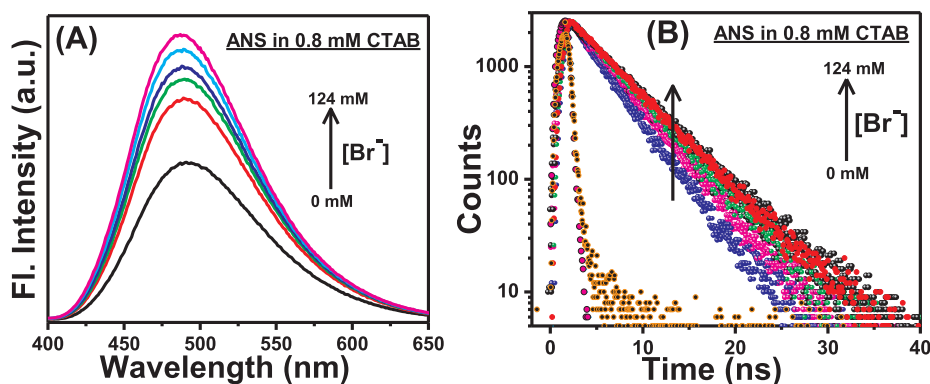 (A)
ANS in 0.8 mM CTAB
124 mM
[Br⁻]
0 mM
Fl. Intensity (a.u.)
400 450 500 550 600 650
Wavelength (nm)
(B)
ANS in 0.8 mM CTAB
124 mM
[Br⁻]
0 mM
Counts
1000
100
10
0 10 20 30 40
Time (ns)